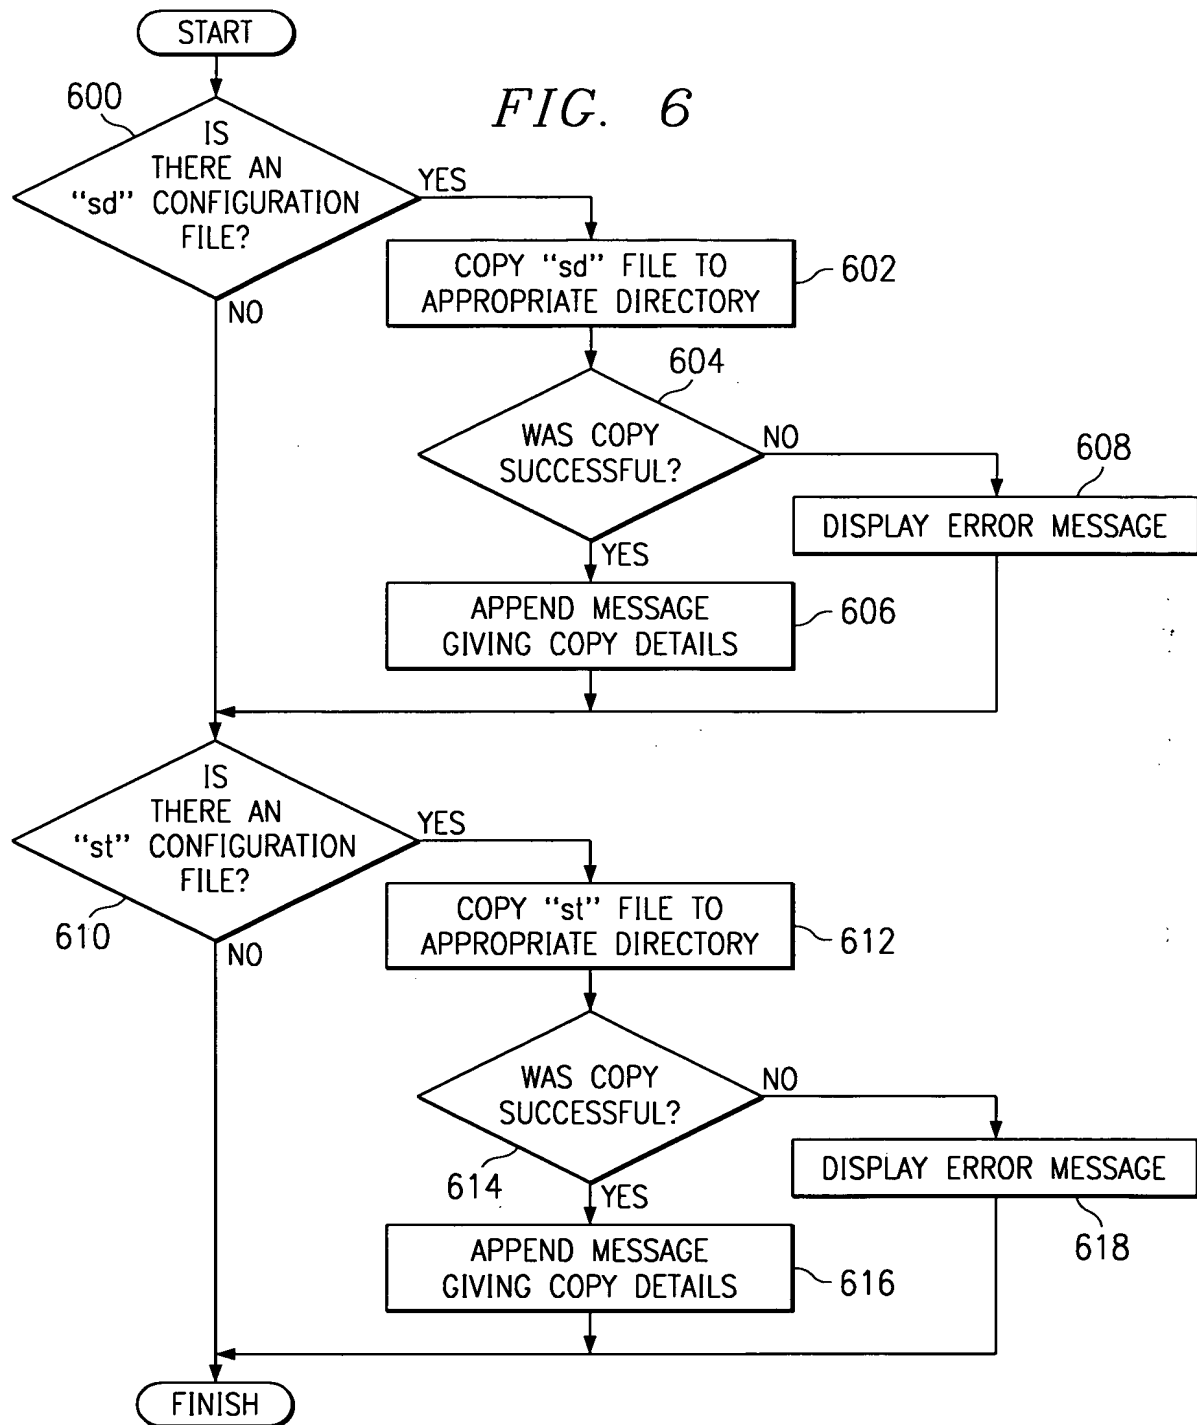 START
FIG. 6
600
IS
THERE AN
“sd” CONFIGURATION
FILE?
YES
NO
COPY “sd” FILE TO
APPROPRIATE DIRECTORY
602
604
WAS COPY
SUCCESSFUL?
NO
YES
608
DISPLAY ERROR MESSAGE
APPEND MESSAGE
GIVING COPY DETAILS
606
IS
THERE AN
“st” CONFIGURATION
FILE?
YES
610
NO
COPY “st” FILE TO
APPROPRIATE DIRECTORY
612
WAS COPY
SUCCESSFUL?
NO
614
YES
DISPLAY ERROR MESSAGE
618
APPEND MESSAGE
GIVING COPY DETAILS
616
FINISH